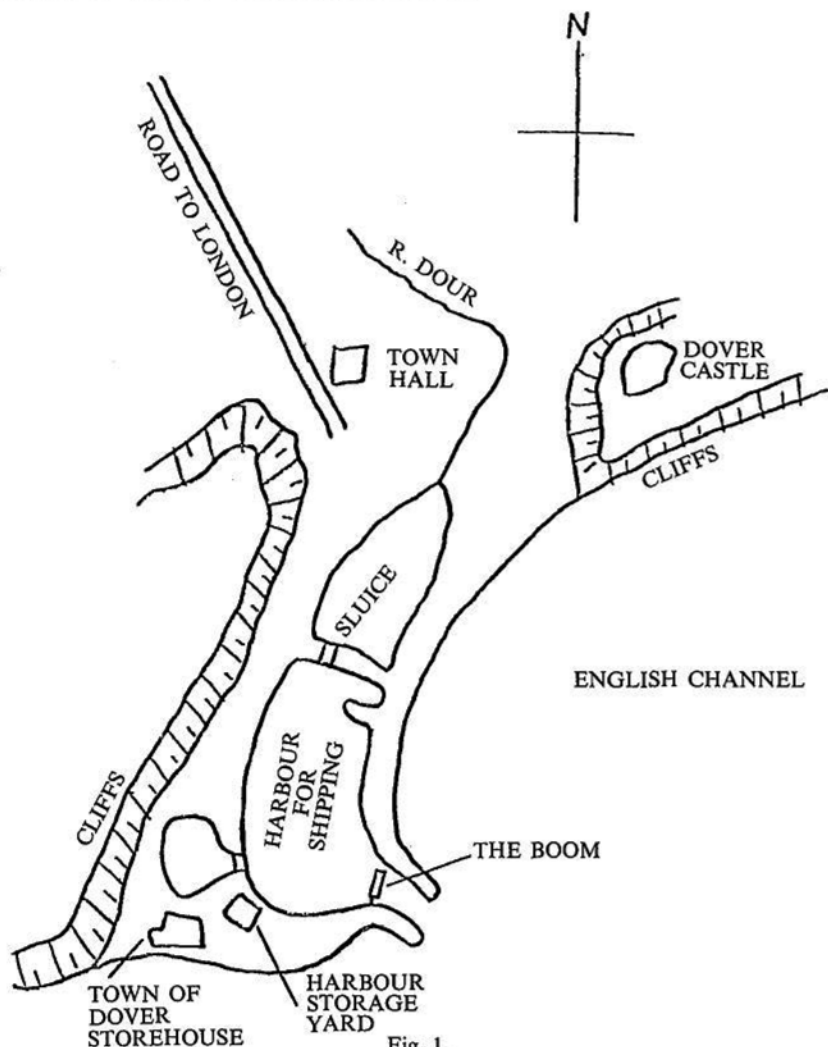 N
ROAD TO LONDON
R. DOUR
TOWN
HALL
DOVER
CASTLE
CLIFFS
SLUICE
ENGLISH CHANNEL
HARBOUR
FOR
SHIPPING
CLIFFS
THE BOOM
TOWN OF
DOVER
STOREHOUSE
HARBOUR
STORAGE
YARD
Fig. 1